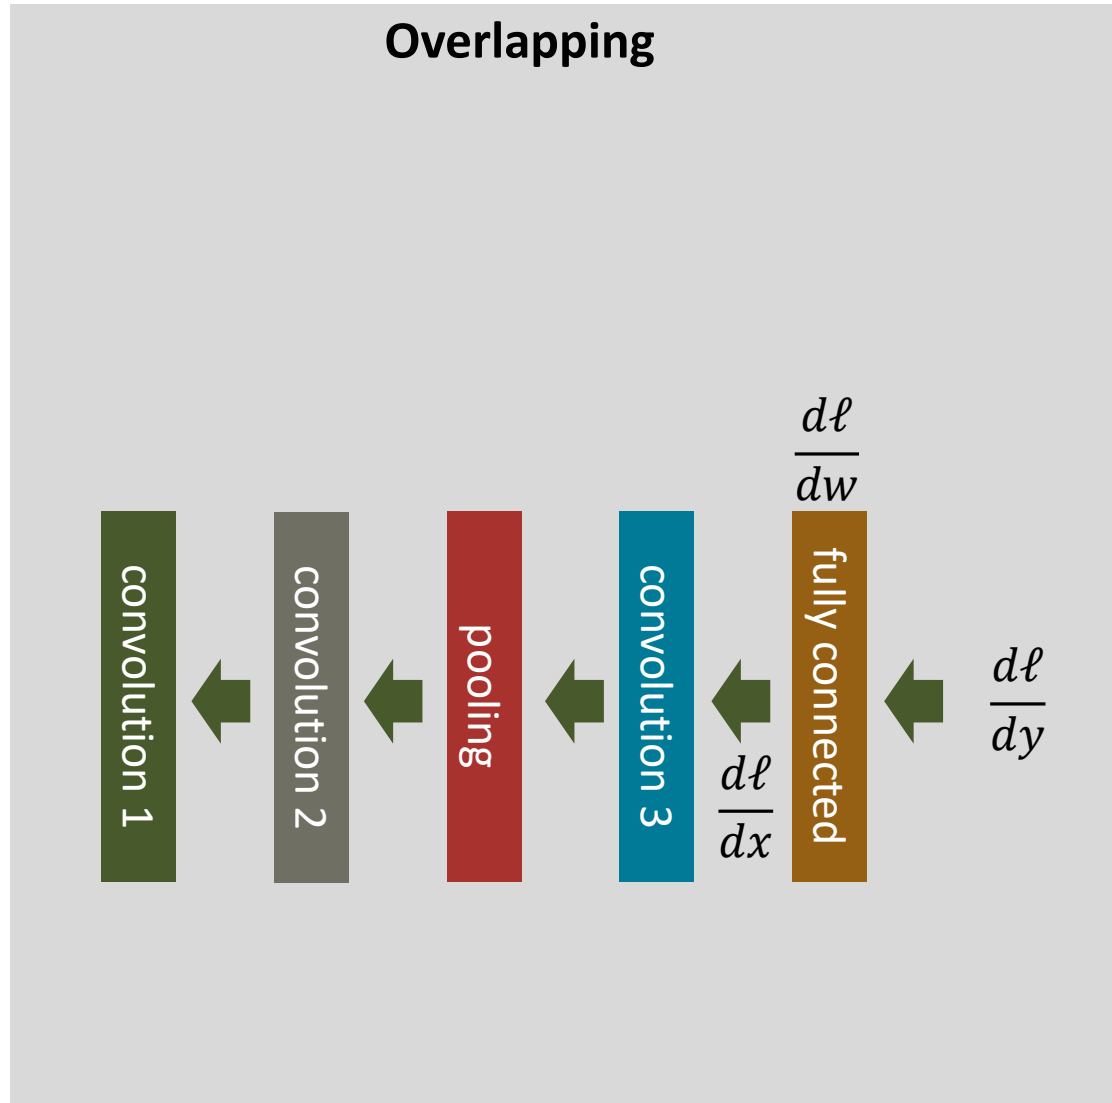 Overlapping
convolution 1
convolution 2
pooling
convolution 3
dℓ
dx
dℓ
dw
fully connected
dℓ
dy